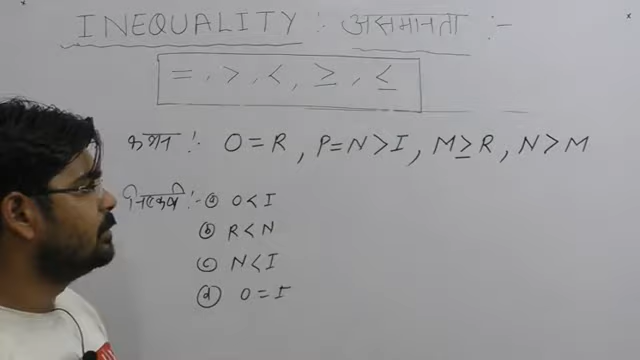 INEQUALITY : असमानता :-
=, >, <, ≥, ≤
कथन :- O = R, P = N > I, M ≥ R, N > M
निष्कर्ष :- (a) O < I
(b) R < N
(c) N < I
(d) O = I